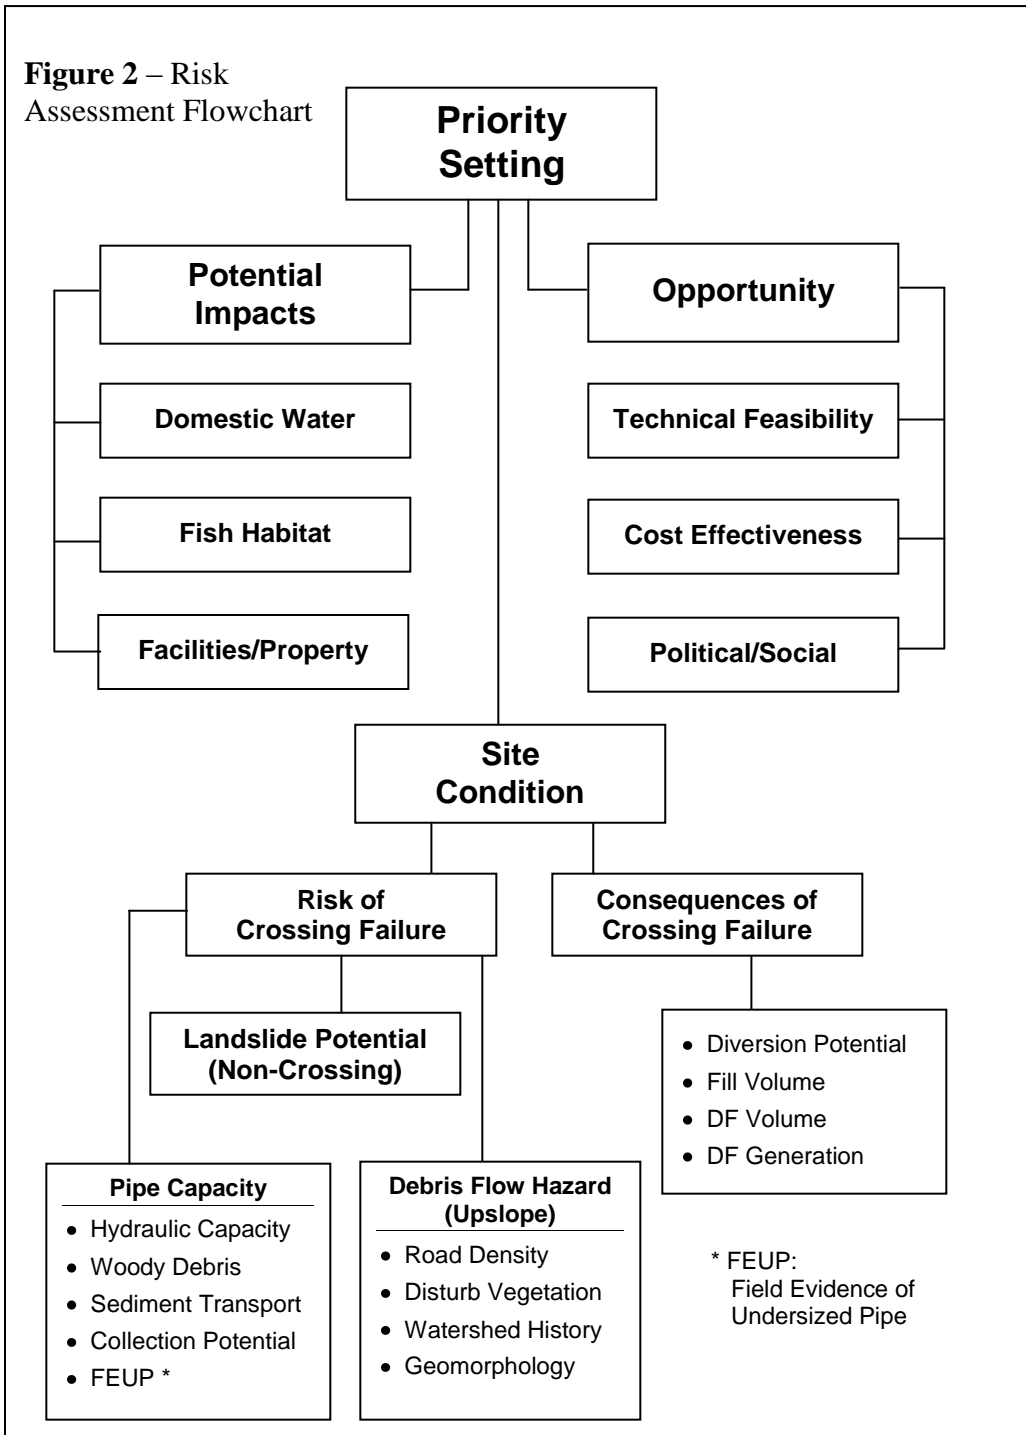 Figure 2 – Risk
Assessment Flowchart
Priority
Setting
Potential
Impacts
Domestic Water
Fish Habitat
Facilities/Property
Opportunity
Technical Feasibility
Cost Effectiveness
Political/Social
Site
Condition
Risk of
Crossing Failure
Consequences of
Crossing Failure
Landslide Potential
(Non-Crossing)
• Diversion Potential
• Fill Volume
• DF Volume
• DF Generation
Pipe Capacity
• Hydraulic Capacity
• Woody Debris
• Sediment Transport
• Collection Potential
• FEUP *
Debris Flow Hazard
(Upslope)
• Road Density
• Disturb Vegetation
• Watershed History
• Geomorphology
* FEUP:
Field Evidence of
Undersized Pipe